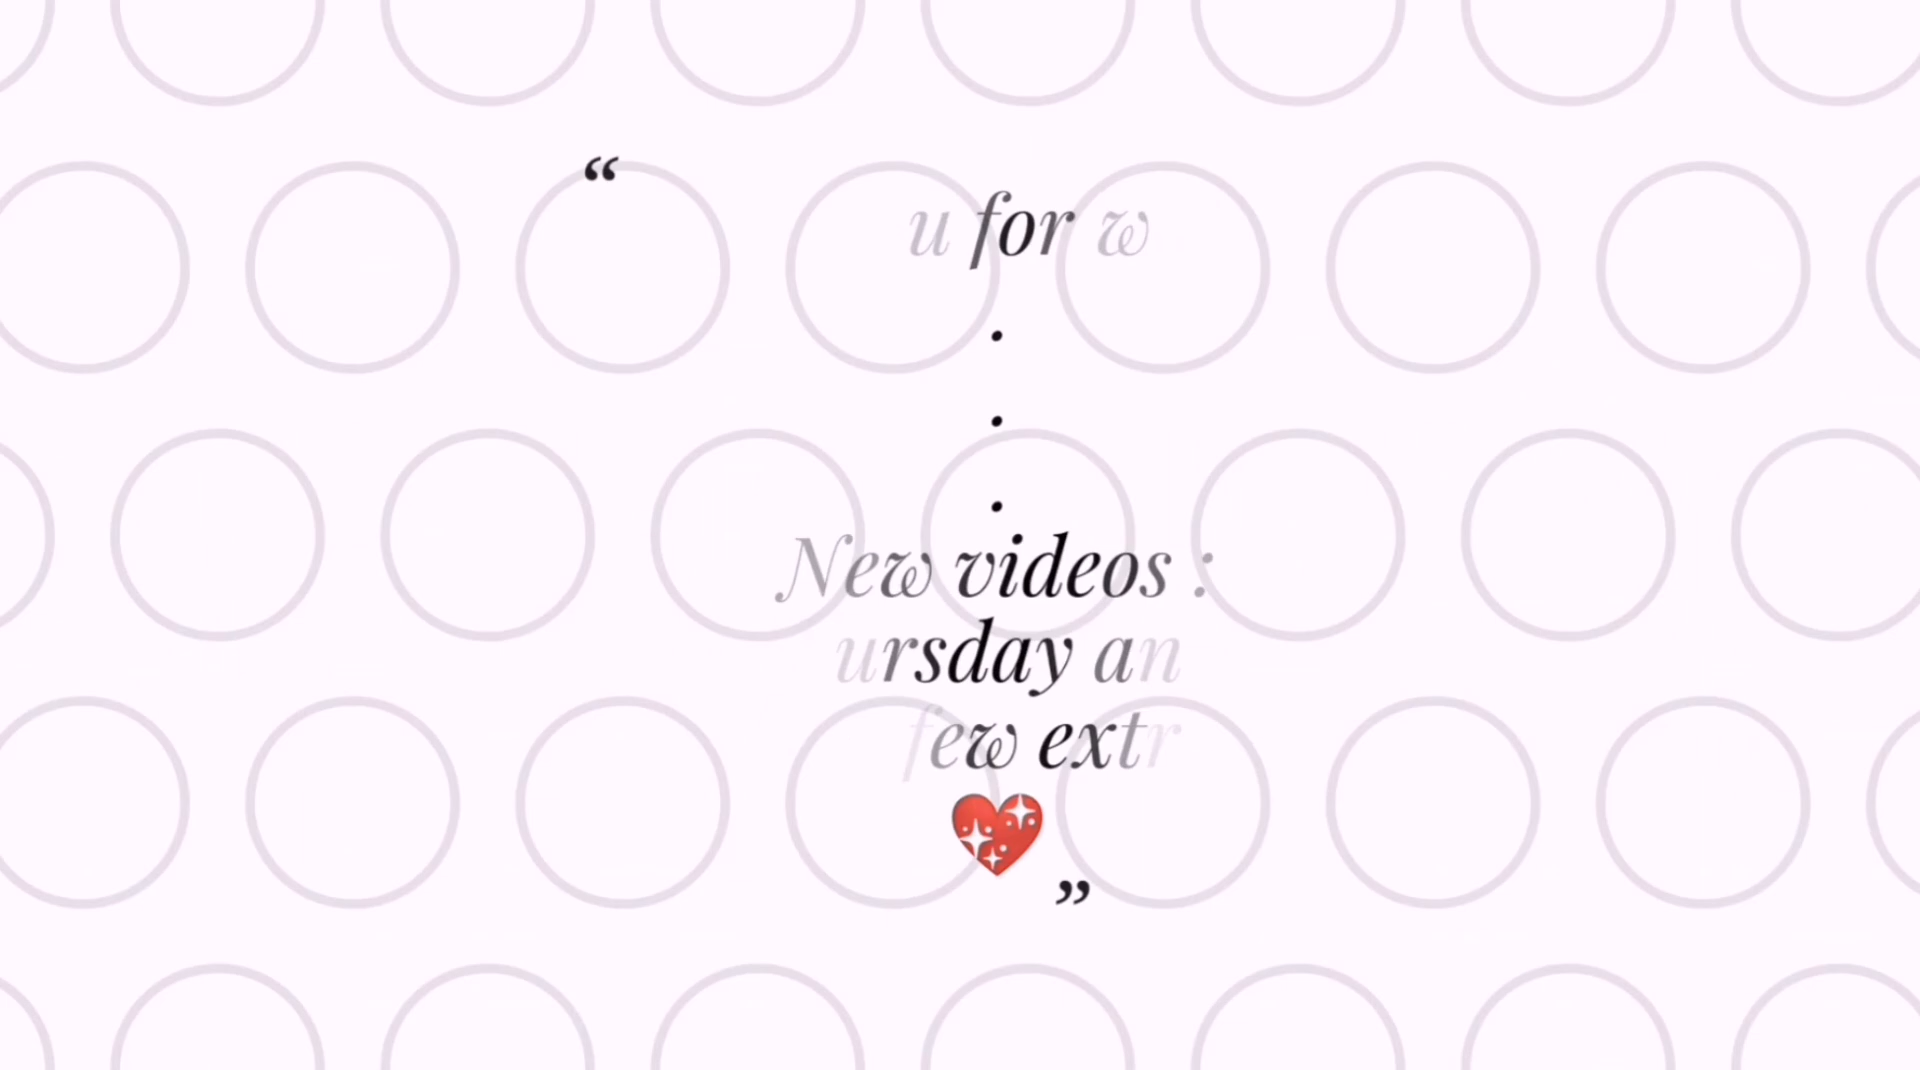 “
u for w
.
.
.
New videos :
ursday an
few extr
💖
”